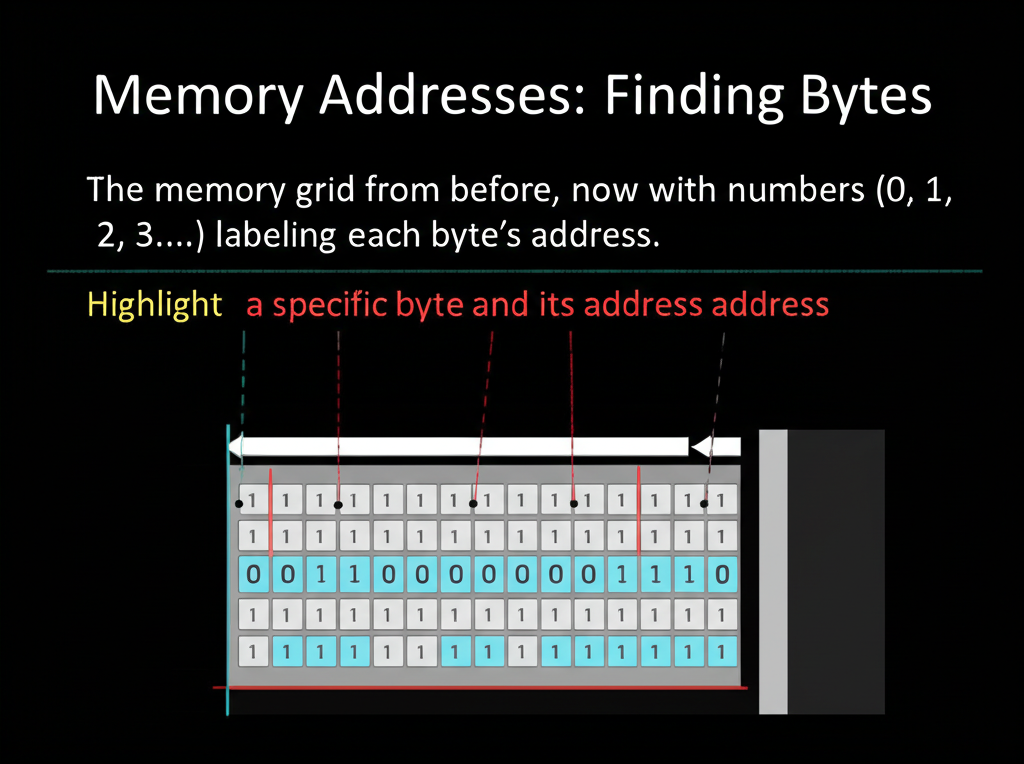 Memory Addresses: Finding Bytes
The memory grid from before, now with numbers (0, 1,
2, 3....) labeling each byte's address.
Highlight a specific byte and its address address
1 1 1 1 1 1 1 1 1 1 1 1 1 1 1
1 1 1 1 1 1 1 1 1 1 1 1 1 1 1
0 0 1 1 0 0 0 0 0 0 0 1 1 1 0
1 1 1 1 1 1 1 1 1 1 1 1 1 1 1
1 1 1 1 1 1 1 1 1 1 1 1 1 1 1